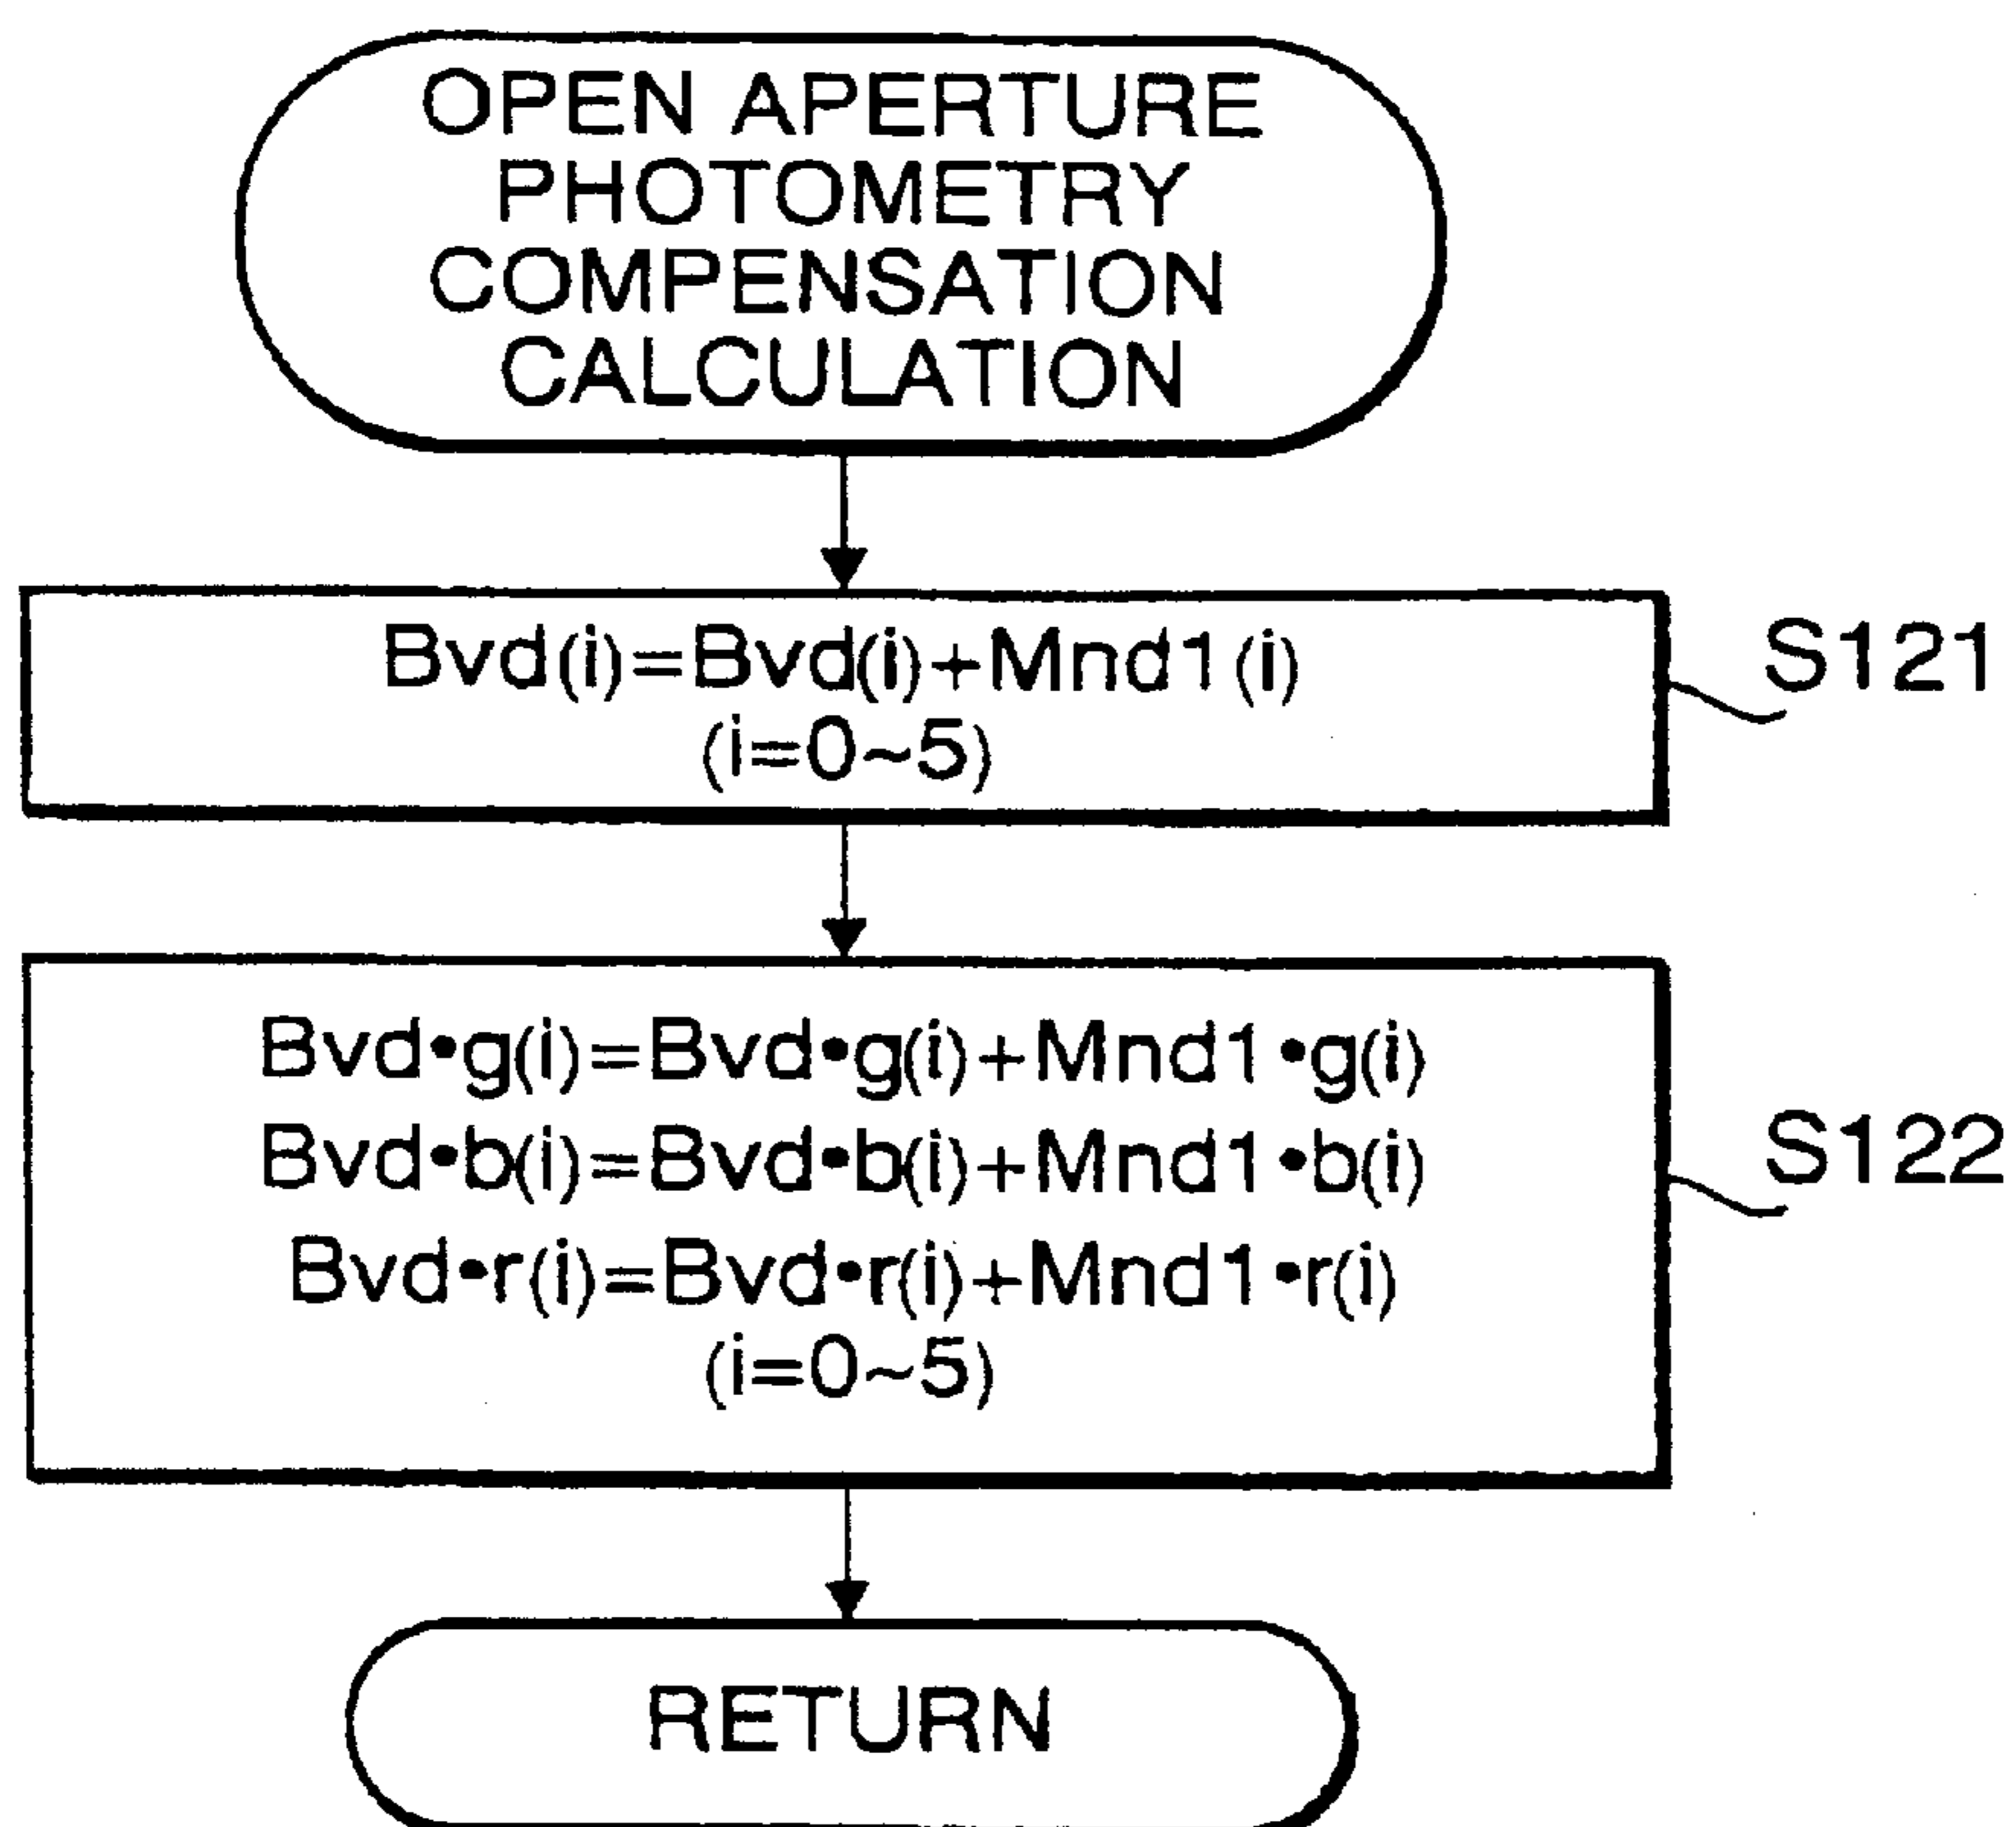 OPEN APERTURE
PHOTOMETRY
COMPENSATION
CALCULATION
Bvd(i)=Bvd(i)+Mnd1(i)
(i=0~5)
S121
Bvd•g(i)=Bvd•g(i)+Mnd1•g(i)
Bvd•b(i)=Bvd•b(i)+Mnd1•b(i)
Bvd•r(i)=Bvd•r(i)+Mnd1•r(i)
(i=0~5)
S122
RETURN